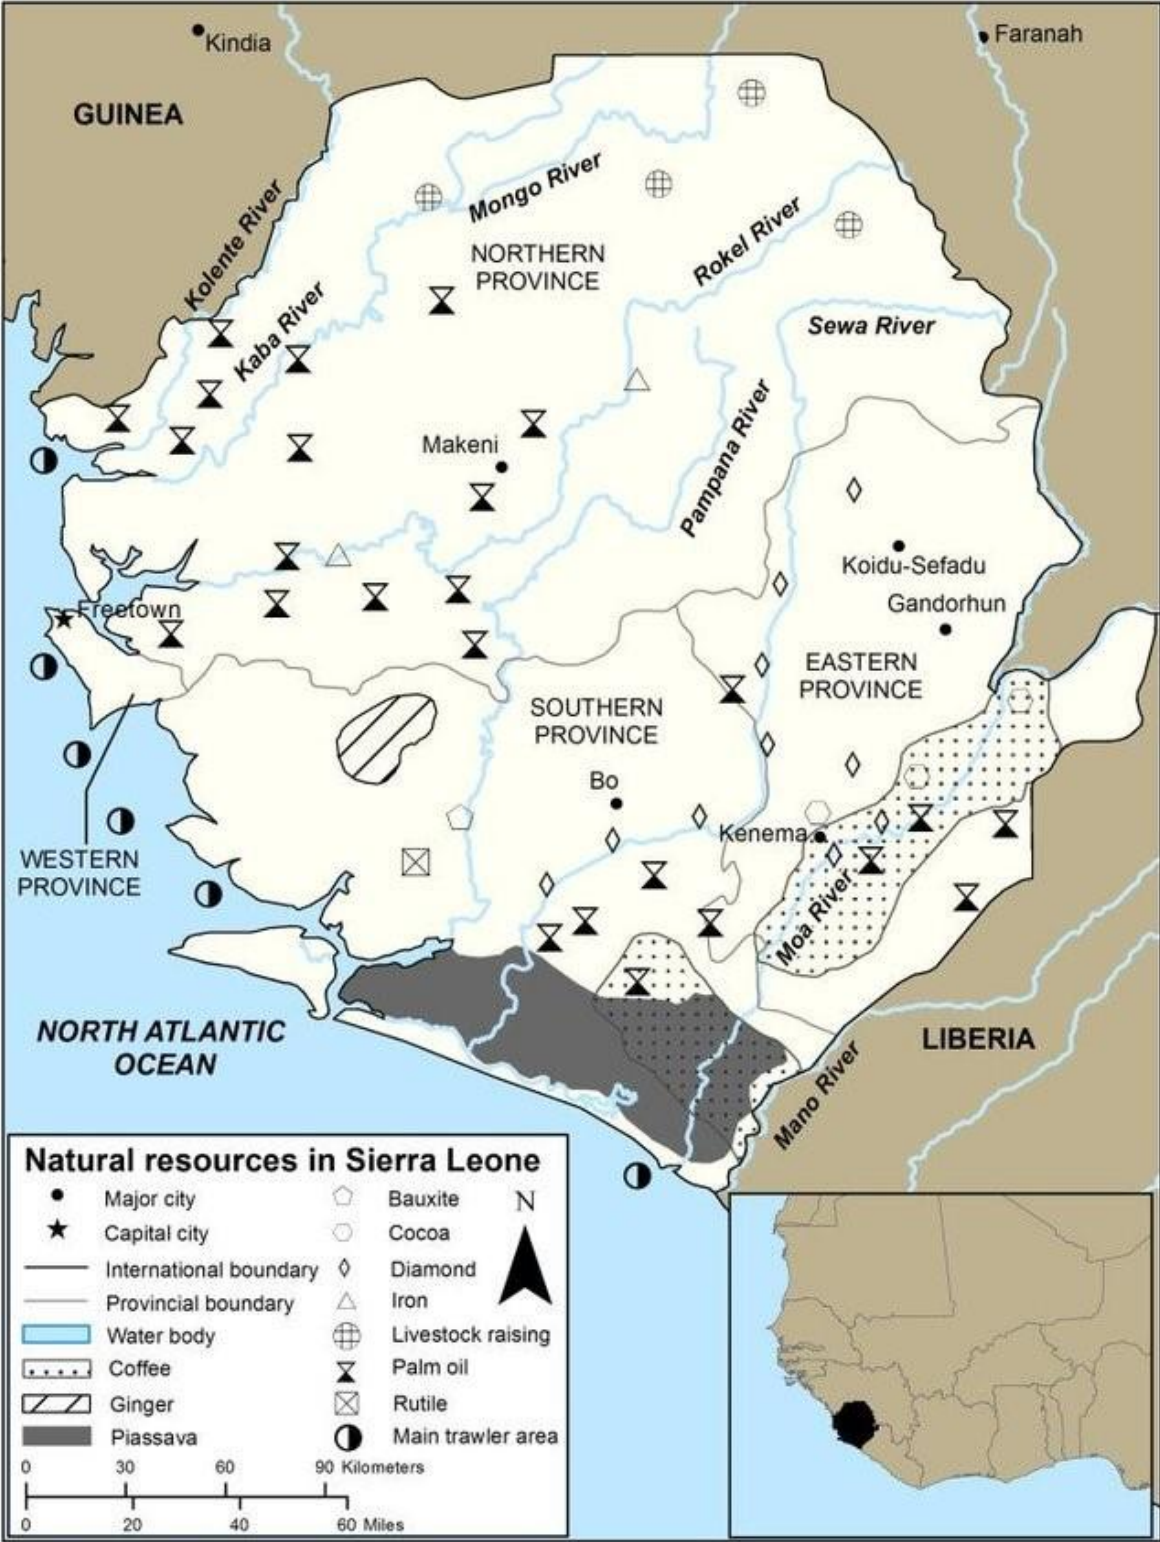 Kindia
Faranah
GUINEA
Mongo River
Kolente River
NORTHERN
PROVINCE
Rokel River
Kaba River
Sewa River
Makeni
Pampana River
Koidu-Sefadu
Gandorhun
Freetown
EASTERN
PROVINCE
SOUTHERN
PROVINCE
Bo
Kenema
WESTERN
PROVINCE
Moa River
NORTH ATLANTIC
OCEAN
LIBERIA
Mano River
Natural resources in Sierra Leone
Major city
Capital city
International boundary
Provincial boundary
Water body
Coffee
Ginger
Piassava
Bauxite
Cocoa
Diamond
Iron
Livestock raising
Palm oil
Rutile
Main trawler area
N
0 30 60 90 Kilometers
0 20 40 60 Miles